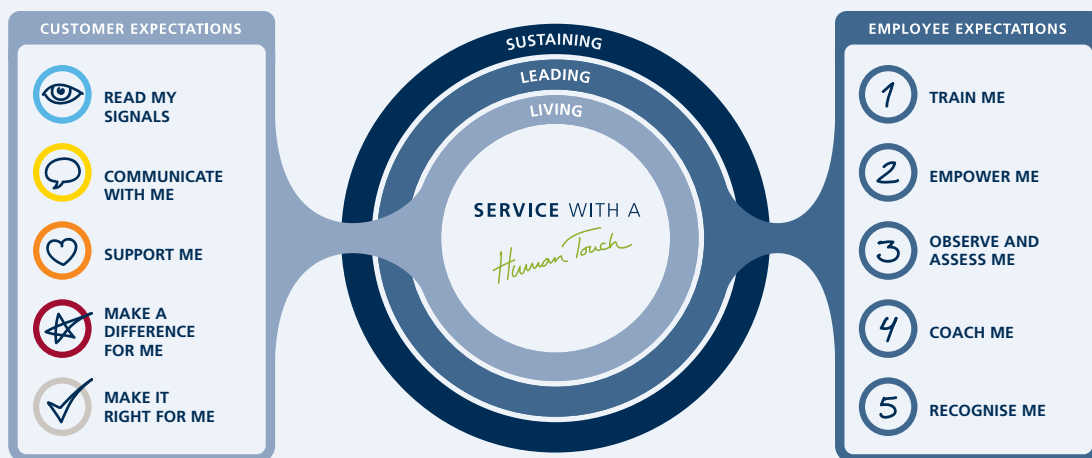 CUSTOMER EXPECTATIONS
READ MY
SIGNALS
COMMUNICATE
WITH ME
SUPPORT ME
MAKE A
DIFFERENCE
FOR ME
MAKE IT
RIGHT FOR ME
SUSTAINING
LEADING
LIVING
SERVICE WITH A
Human Touch
EMPLOYEE EXPECTATIONS
1 TRAIN ME
2 EMPOWER ME
3 OBSERVE AND
ASSESS ME
4 COACH ME
5 RECOGNISE ME